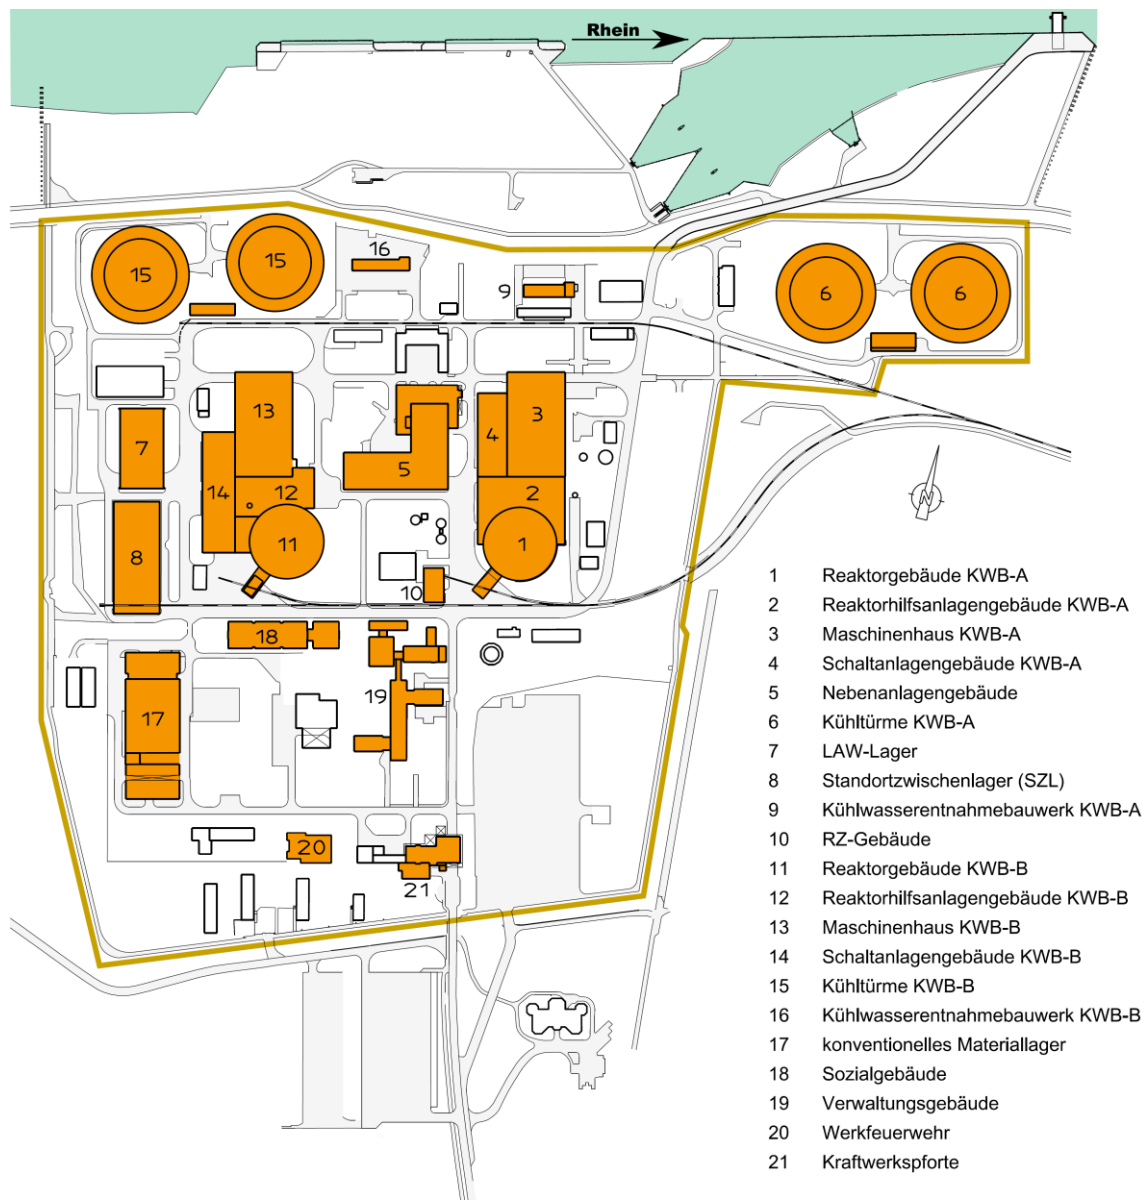 Rhein
15
15
16
9
6
6
13
3
4
7
5
14
12
2
8
11
1
10
18
19
17
20
21
N
1 Reaktorgebäude KWB-A
2 Reaktorhilfsanlagengebäude KWB-A
3 Maschinenhaus KWB-A
4 Schaltanlagengebäude KWB-A
5 Nebenanlagengebäude
6 Kühltürme KWB-A
7 LAW-Lager
8 Standortzwischenlager (SZL)
9 Kühlwasserentnahmebauwerk KWB-A
10 RZ-Gebäude
11 Reaktorgebäude KWB-B
12 Reaktorhilfsanlagengebäude KWB-B
13 Maschinenhaus KWB-B
14 Schaltanlagengebäude KWB-B
15 Kühltürme KWB-B
16 Kühlwasserentnahmebauwerk KWB-B
17 konventionelles Materiallager
18 Sozialgebäude
19 Verwaltungsgebäude
20 Werkfeuerwehr
21 Kraftwerkspforte